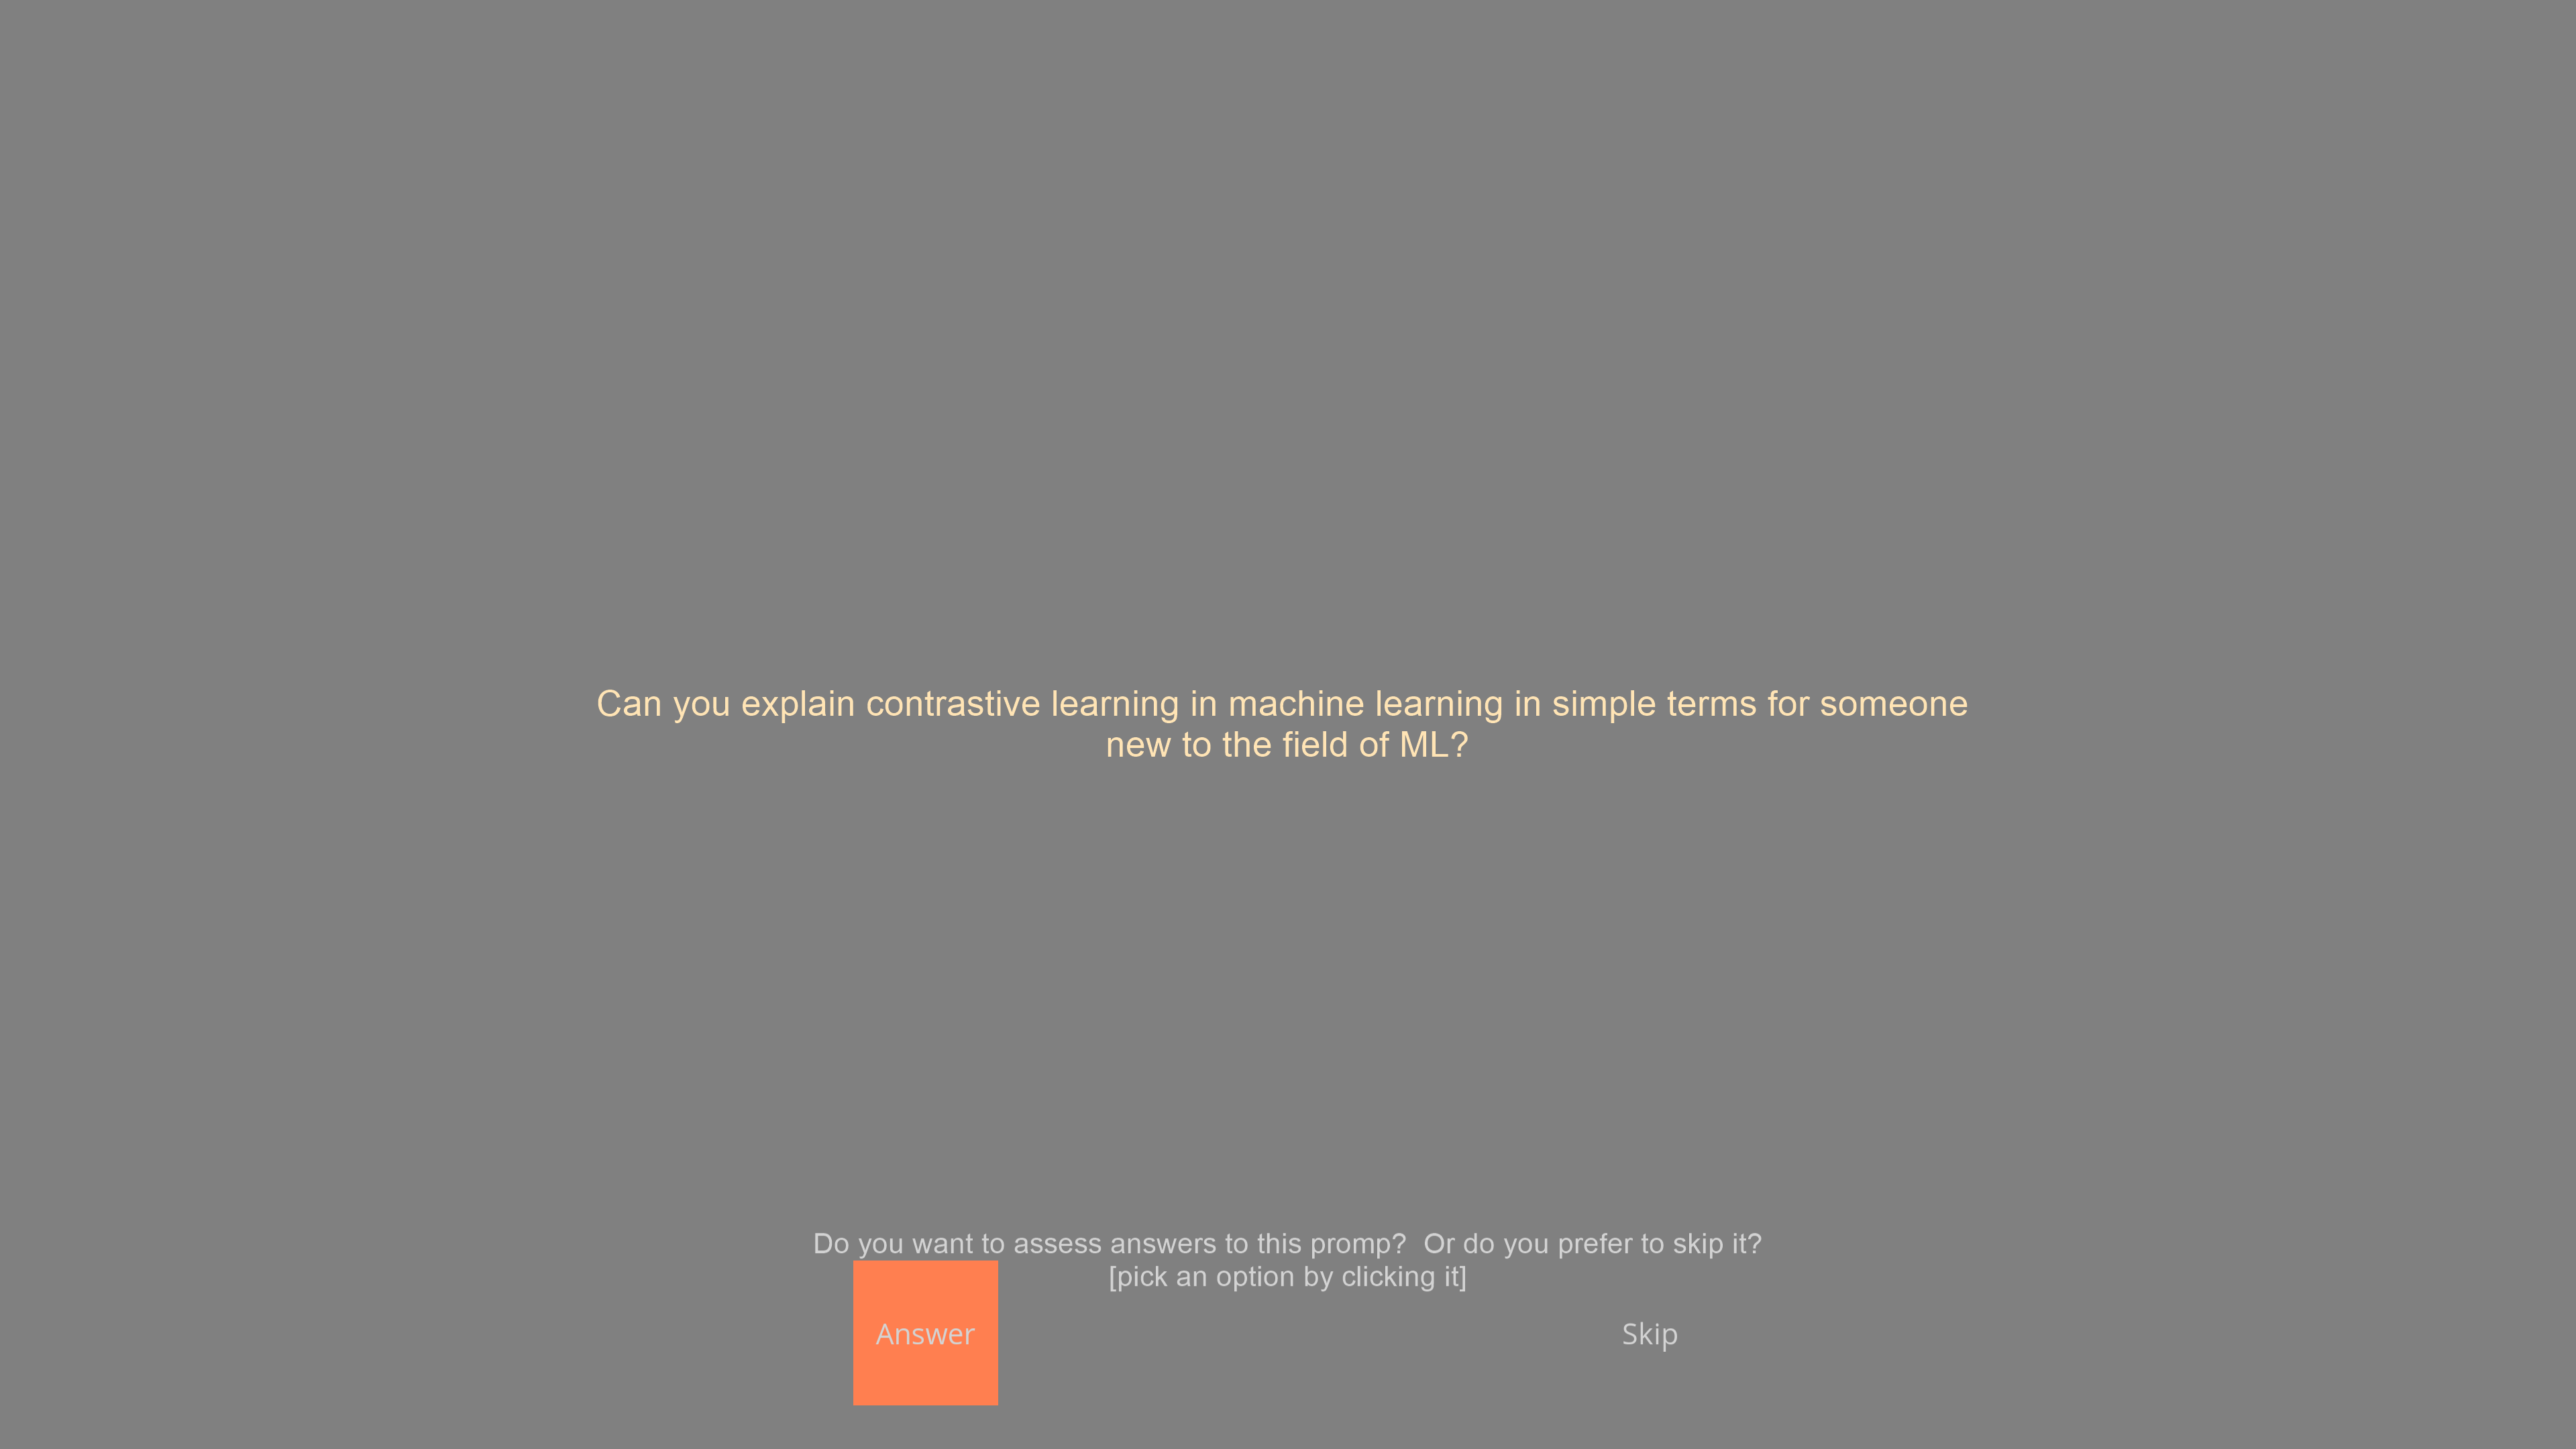 Can you explain contrastive learning in machine learning in simple terms for someone
new to the field of ML?
Do you want to assess answers to this promp?  Or do you prefer to skip it?
[pick an option by clicking it]
Answer
Skip